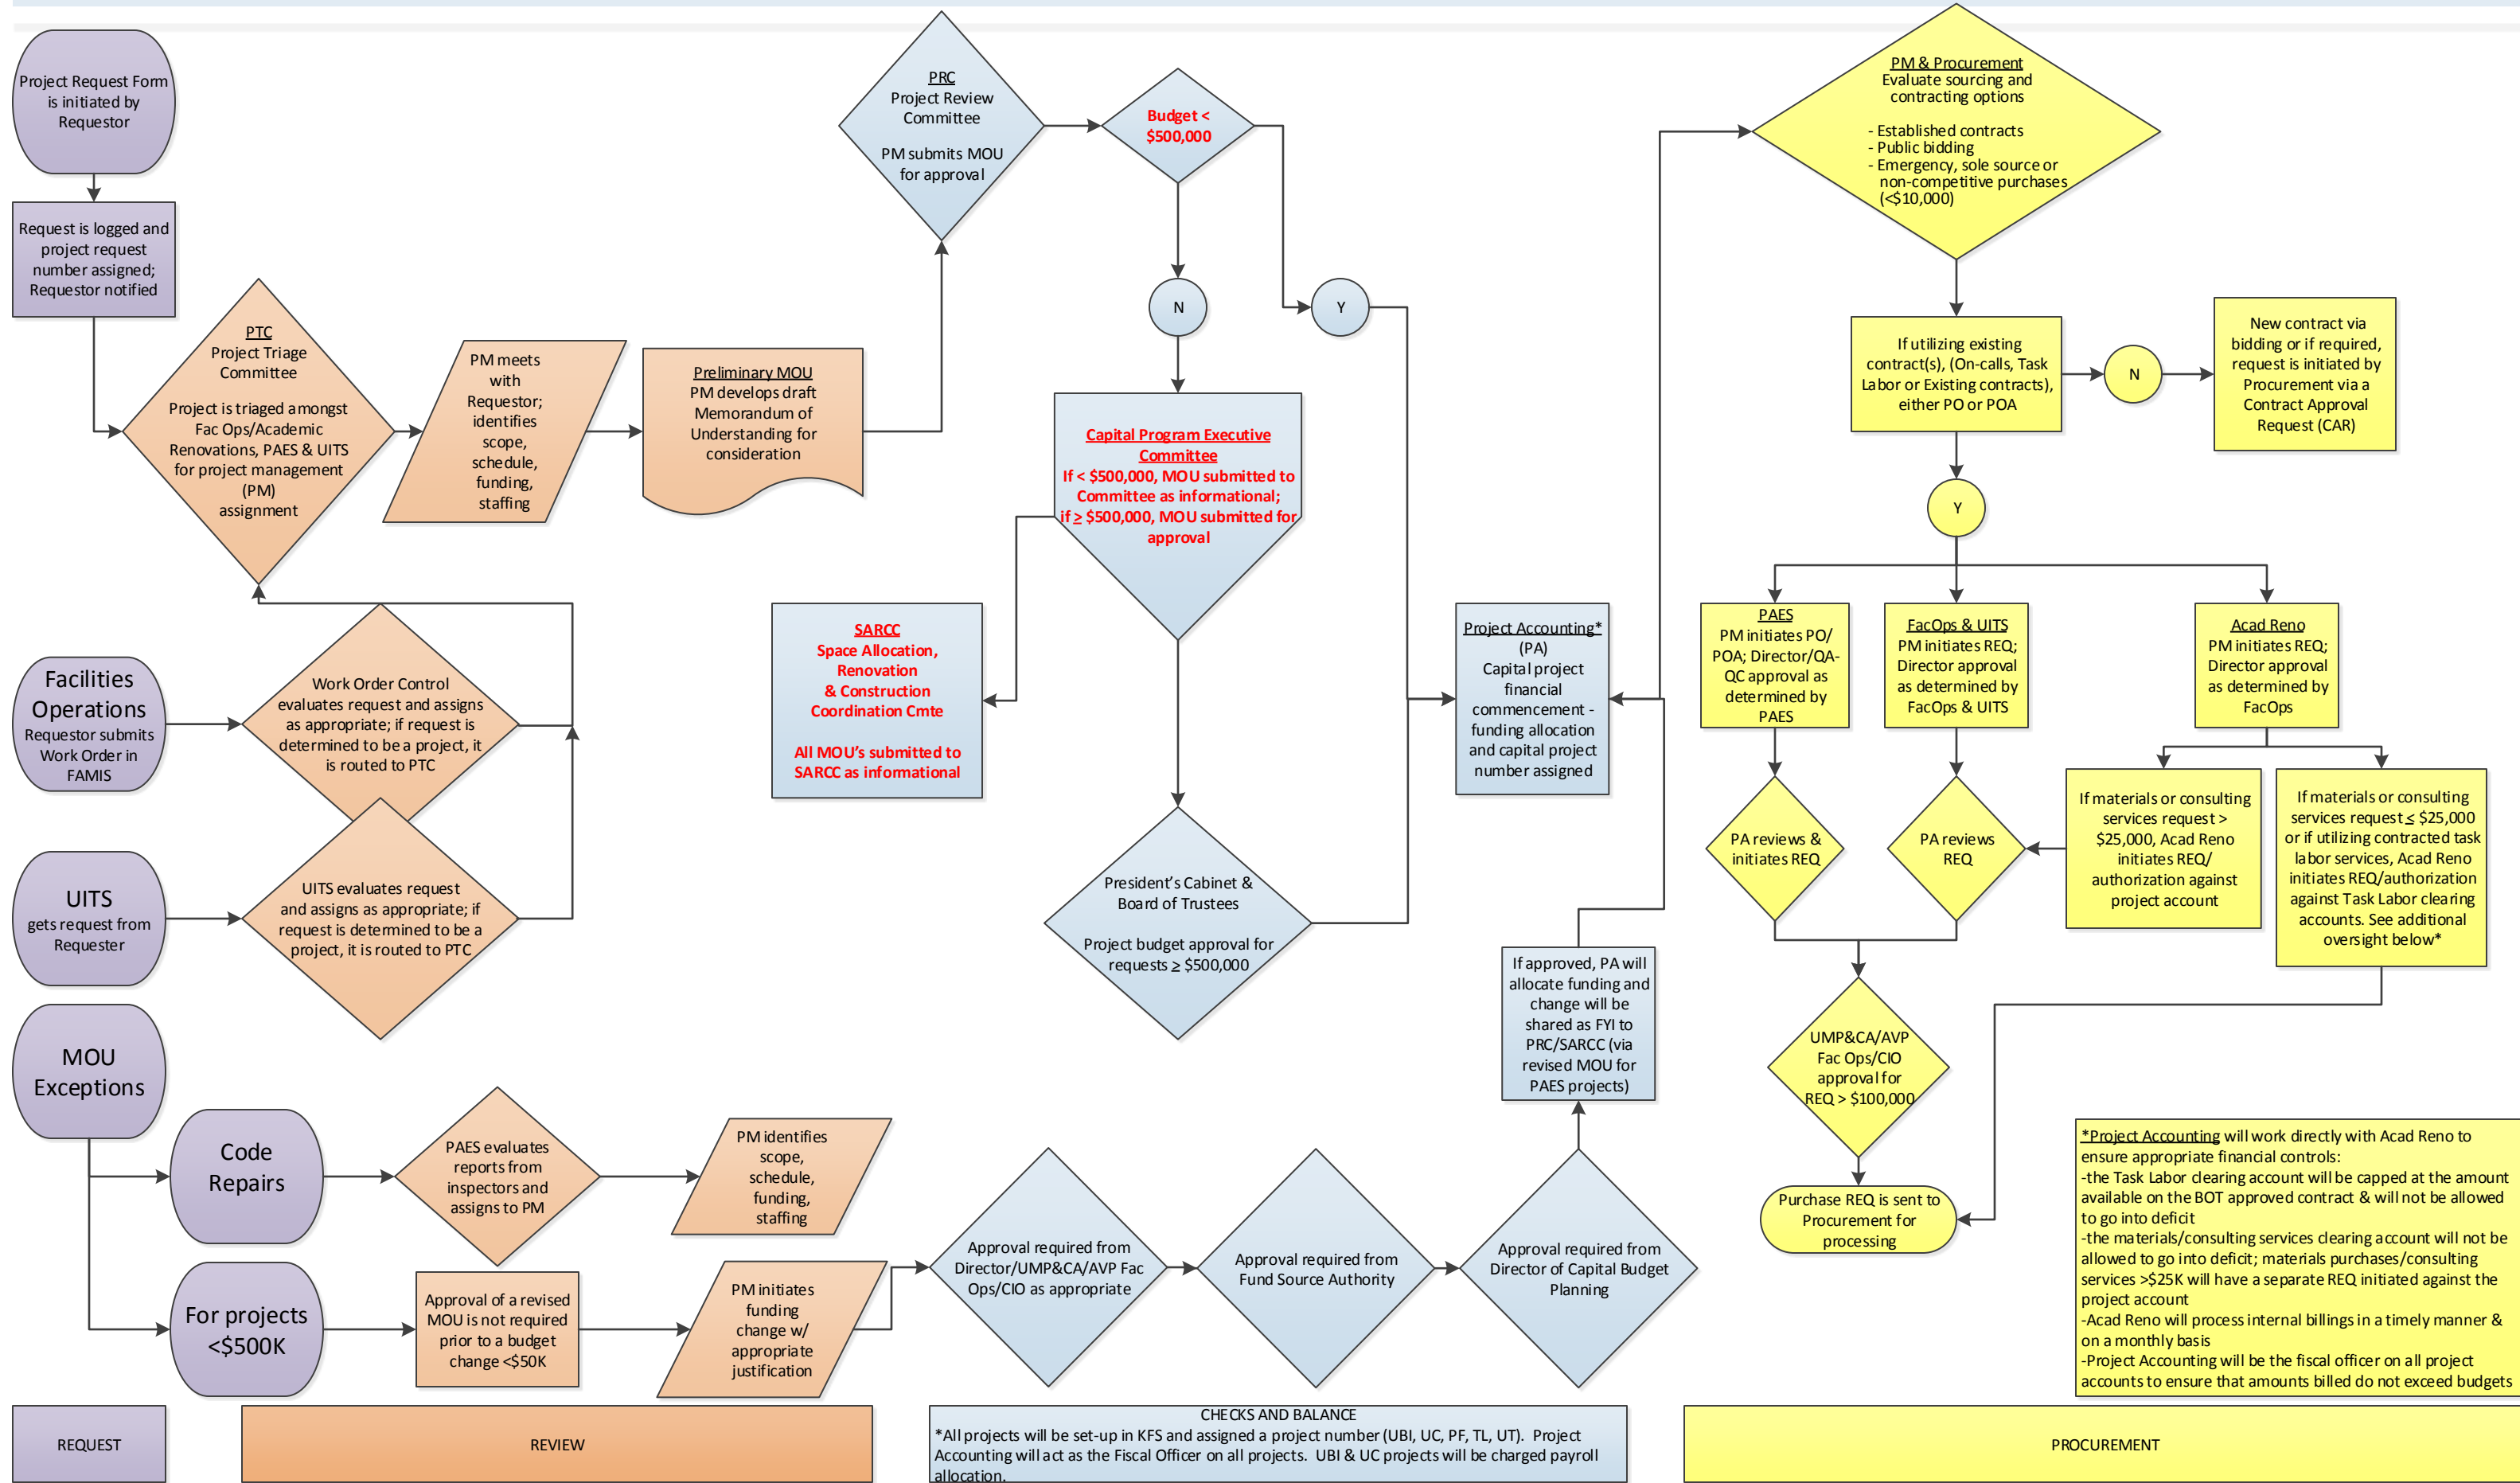 Project Request Form
is initiated by
Requestor
Request is logged and
project request
number assigned;
Requestor notified
PTC
Project Triage
Committee
Project is triaged amongst
Fac Ops/Academic
Renovations, PAES & UITS
for project management
(PM)
assignment
PM meets
with
Requestor;
identifies
scope,
schedule,
funding,
staffing
Preliminary MOU
PM develops draft
Memorandum of
Understanding for
consideration
PRC
Project Review
Committee
PM submits MOU
for approval
Budget <
$500,000
N
Y
Capital Program Executive
Committee
If < $500,000, MOU submitted to
Committee as informational;
if ≥ $500,000, MOU submitted for
approval
SARCC
Space Allocation,
Renovation
& Construction
Coordination Cmte
All MOU's submitted to
SARCC as informational
President's Cabinet &
Board of Trustees
Project budget approval for
requests ≥ $500,000
Project Accounting*
(PA)
Capital project
financial
commencement -
funding allocation
and capital project
number assigned
PM & Procurement
Evaluate sourcing and
contracting options
- Established contracts
- Public bidding
- Emergency, sole source or
non-competitive purchases
(<$10,000)
If utilizing existing
contract(s), (On-calls, Task
Labor or Existing contracts),
either PO or POA
N
New contract via
bidding or if required,
request is initiated by
Procurement via a
Contract Approval
Request (CAR)
Y
PAES
PM initiates PO/
POA; Director/QA-
QC approval as
determined by
PAES
FacOps & UITS
PM initiates REQ;
Director approval
as determined by
FacOps & UITS
Acad Reno
PM initiates REQ;
Director approval
as determined by
FacOps
PA reviews &
initiates REQ
PA reviews
REQ
If materials or consulting
services request >
$25,000, Acad Reno
initiates REQ/
authorization against
project account
If materials or consulting
services request ≤ $25,000
or if utilizing contracted task
labor services, Acad Reno
initiates REQ/authorization
against Task Labor clearing
accounts. See additional
oversight below*
UMP&CA/AVP
Fac Ops/CIO
approval for
REQ > $100,000
Purchase REQ is sent to
Procurement for
processing
Facilities
Operations
Requestor submits
Work Order in
FAMIS
Work Order Control
evaluates request and assigns
as appropriate; if request is
determined to be a project, it
is routed to PTC
UITS
gets request from
Requester
UITS evaluates request
and assigns as appropriate; if
request is determined to be a
project, it is routed to PTC
MOU
Exceptions
Code
Repairs
PAES evaluates
reports from
inspectors and
assigns to PM
PM identifies
scope,
schedule,
funding,
staffing
For projects
<$500K
Approval of a revised
MOU is not required
prior to a budget
change <$50K
PM initiates
funding
change w/
appropriate
justification
Approval required from
Director/UMP&CA/AVP Fac
Ops/CIO as appropriate
Approval required from
Fund Source Authority
Approval required from
Director of Capital Budget
Planning
If approved, PA will
allocate funding and
change will be
shared as FYI to
PRC/SARCC (via
revised MOU for
PAES projects)
*Project Accounting will work directly with Acad Reno to
ensure appropriate financial controls:
-the Task Labor clearing account will be capped at the amount
available on the BOT approved contract & will not be allowed
to go into deficit
-the materials/consulting services clearing account will not be
allowed to go into deficit; materials purchases/consulting
services >$25K will have a separate REQ initiated against the
project account
-Acad Reno will process internal billings in a timely manner &
on a monthly basis
-Project Accounting will be the fiscal officer on all project
accounts to ensure that amounts billed do not exceed budgets
REQUEST
REVIEW
CHECKS AND BALANCE
*All projects will be set-up in KFS and assigned a project number (UBI, UC, PF, TL, UT). Project
Accounting will act as the Fiscal Officer on all projects. UBI & UC projects will be charged payroll
allocation.
PROCUREMENT